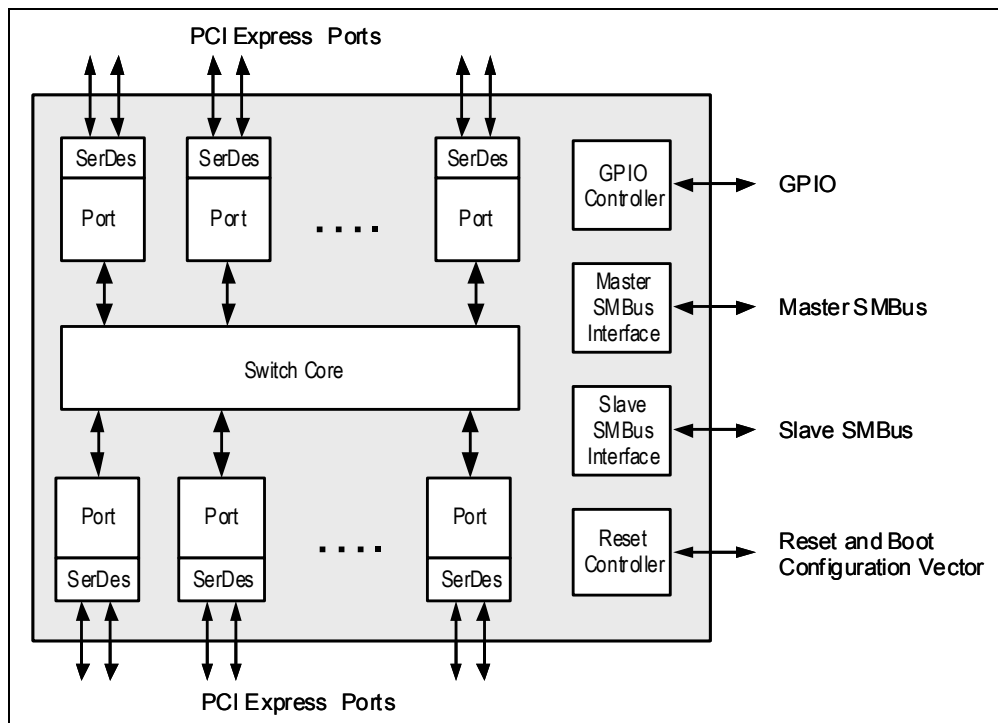 PCI Express Ports
SerDes
SerDes
SerDes
Port
Port
Port
GPIO
Controller
GPIO
Master
SMBus
Interface
Master SMBus
Switch Core
Slave
SMBus
Interface
Slave SMBus
Port
Port
Port
SerDes
SerDes
SerDes
Reset
Controller
Reset and Boot
Configuration Vector
PCI Express Ports